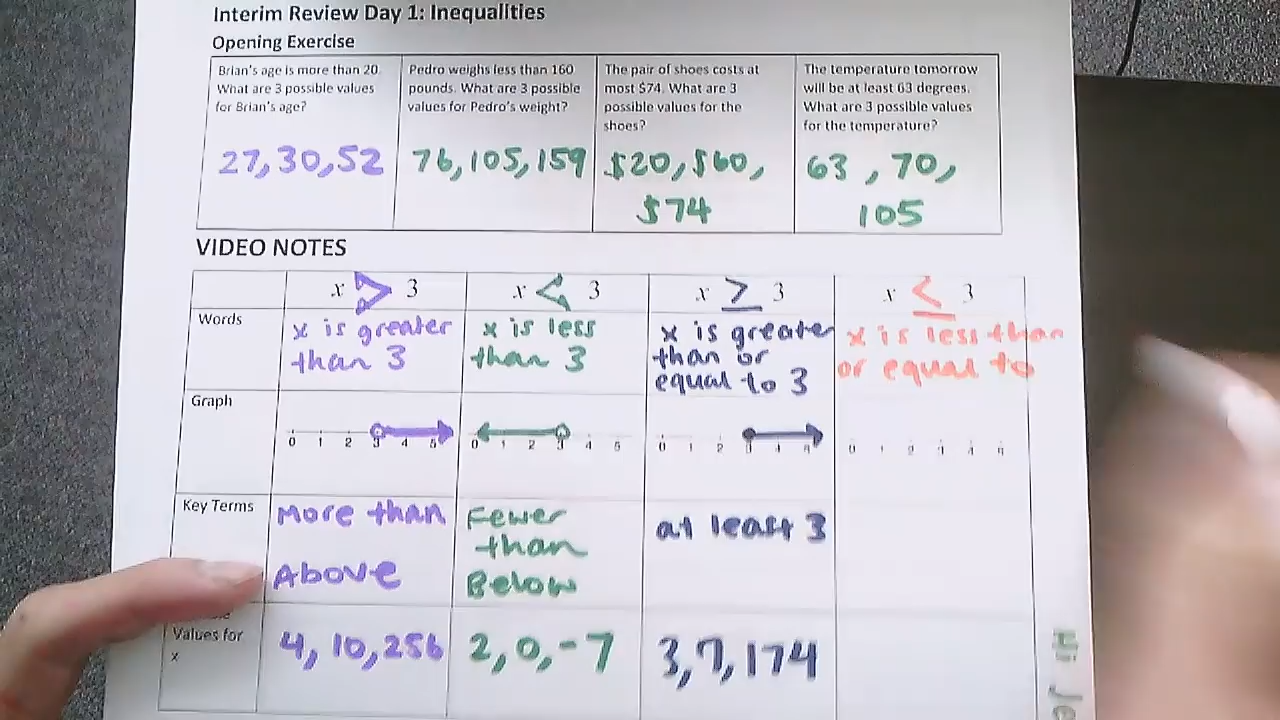 Interim Review Day 1: Inequalities
Opening Exercise
Brian's age is more than 20.
What are 3 possible values
for Brian's age?
27, 30, 52
Pedro weighs less than 160
pounds. What are 3 possible
values for Pedro's weight?
76, 105, 159
The pair of shoes costs at
most $74. What are 3
possible values for the
shoes?
$20, $60,
$74
The temperature tomorrow
will be at least 63 degrees.
What are 3 possible values
for the temperature?
63, 70,
105
VIDEO NOTES
x > 3
x < 3
x ≥ 3
x ≤ 3
Words
x is greater
than 3
x is less
than 3
x is greater
than or
equal to 3
x is less than
or equal to
Graph
0 1 2 3 4 5
0 1 2 3 4 5
0 1 2 3 4
0
Key Terms
More than
Above
Fewer
than
Below
at least 3
Values for
x
4, 10, 256
2, 0, -7
3, 7, 174